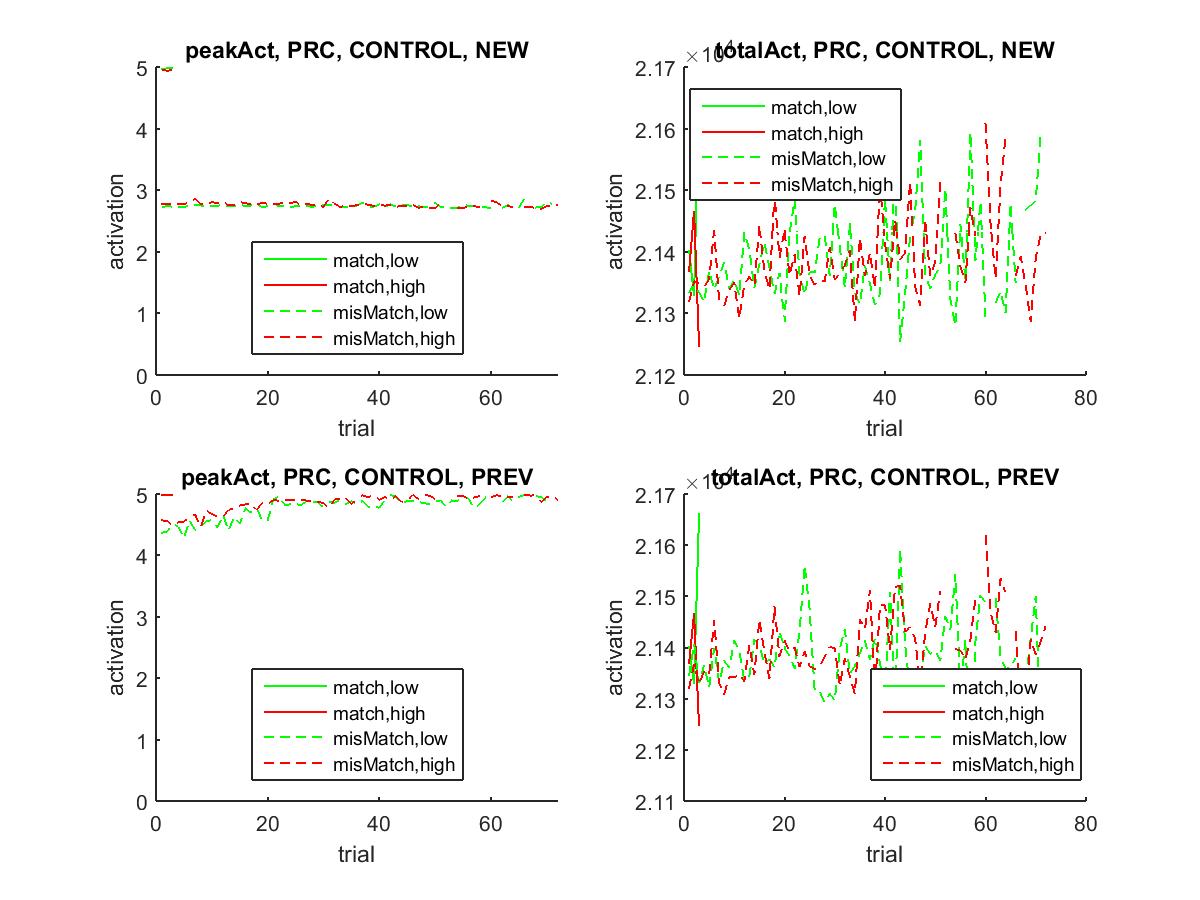 peakAct, PRC, CONTROL, NEW
5
4
3
2
1
0
activation
match,low
match,high
misMatch,low
misMatch,high
0 20 40 60
trial
totalAct, PRC, CONTROL, NEW
×10⁴
2.17
2.16
2.15
2.14
2.13
2.12
activation
match,low
match,high
misMatch,low
misMatch,high
0 20 40 60 80
trial
peakAct, PRC, CONTROL, PREV
5
4
3
2
1
0
activation
match,low
match,high
misMatch,low
misMatch,high
0 20 40 60
trial
totalAct, PRC, CONTROL, PREV
×10⁴
2.17
2.16
2.15
2.14
2.13
2.12
2.11
activation
match,low
match,high
misMatch,low
misMatch,high
0 20 40 60 80
trial